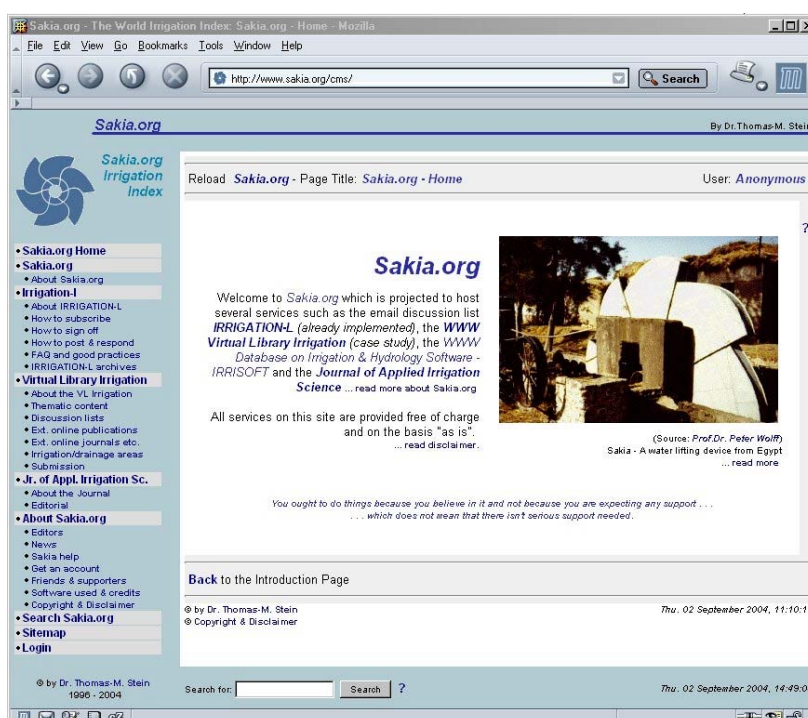 Sakia.org - The World Irrigation Index: Sakia.org - Home - Mozilla
File Edit View Go Bookmarks Tools Window Help
http://www.sakia.org/cms/
Search
Sakia.org
By Dr.Thomas-M. Stein
Sakia.org
Irrigation
Index
Reload Sakia.org - Page Title: Sakia.org - Home
User: Anonymous
?
• Sakia.org Home
• Sakia.org
• About Sakia.org
• Irrigation-l
• About IRRIGATION-L
• How to subscribe
• How to sign off
• How to post & respond
• FAQ and good practices
• IRRIGATION-L archives
• Virtual Library Irrigation
• About the VL Irrigation
• Thematic content
• Discussion lists
• Ext. online publications
• Ext. online journals etc.
• Irrigation/drainage areas
• Submission
• Jr. of Appl. Irrigation Sc.
• About the Journal
• Editorial
• About Sakia.org
• Editors
• News
• Sakia help
• Get an account
• Friends & supporters
• Software used & credits
• Copyright & Disclaimer
• Search Sakia.org
• Sitemap
• Login
© by Dr. Thomas-M. Stein
1996 - 2004
Sakia.org
Welcome to Sakia.org which is projected to host
several services such as the email discussion list
IRRIGATION-L (already implemented), the WWW
Virtual Library Irrigation (case study), the WWW
Database on Irrigation & Hydrology Software -
IRRISOFT and the Journal of Applied Irrigation
Science ... read more about Sakia.org
All services on this site are provided free of charge
and on the basis "as is".
... read disclaimer.
(Source: Prof.Dr. Peter Wolff)
Sakia - A water lifting device from Egypt
... read more
You ought to do things because you believe in it and not because you are expecting any support . . .
. . . which does not mean that there isn't serious support needed.
Back to the Introduction Page
© by Dr. Thomas-M. Stein
© Copyright & Disclaimer
Thu. 02 September 2004, 11:10:1
Search for:
Search
?
Thu. 02 September 2004, 14:49:0